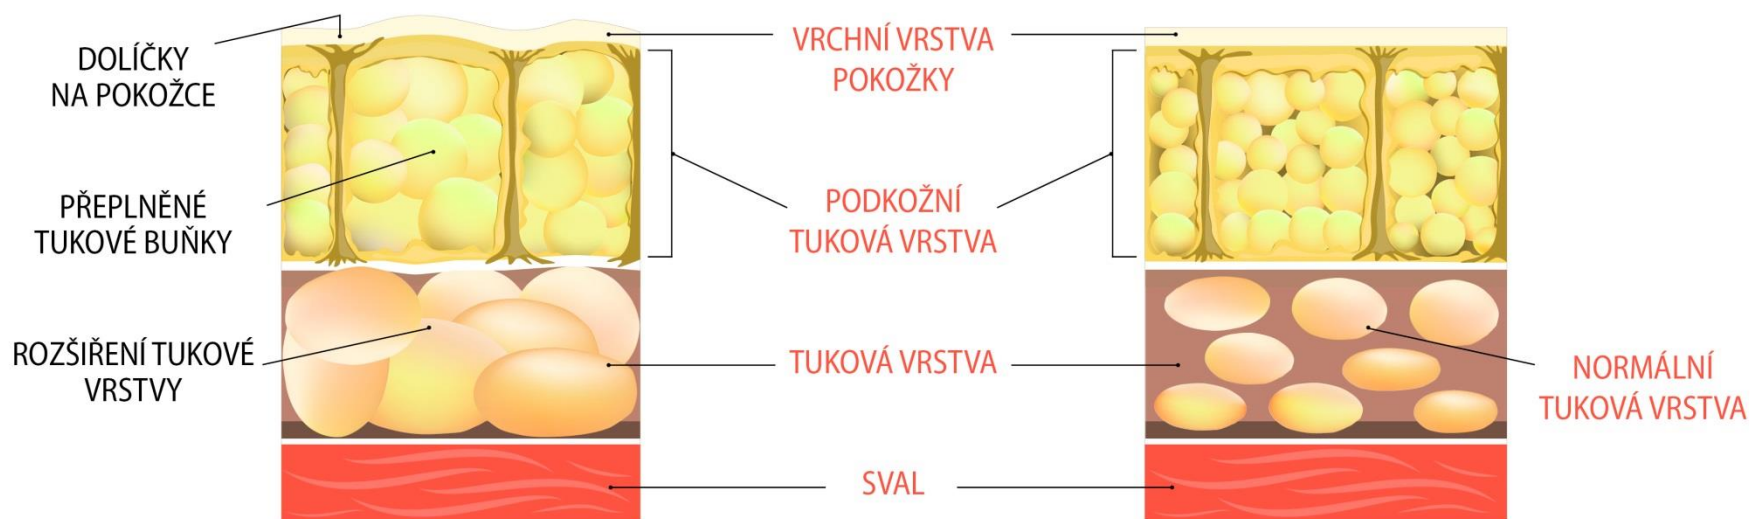 DOLÍČKY
NA POKOŽCE
PŘEPLNĚNÉ
TUKOVÉ BUŇKY
ROZŠIŘENÍ TUKOVÉ
VRSTVY
VRCHNÍ VRSTVA
POKOŽKY
PODKOŽNÍ
TUKOVÁ VRSTVA
TUKOVÁ VRSTVA
SVAL
NORMÁLNÍ
TUKOVÁ VRSTVA